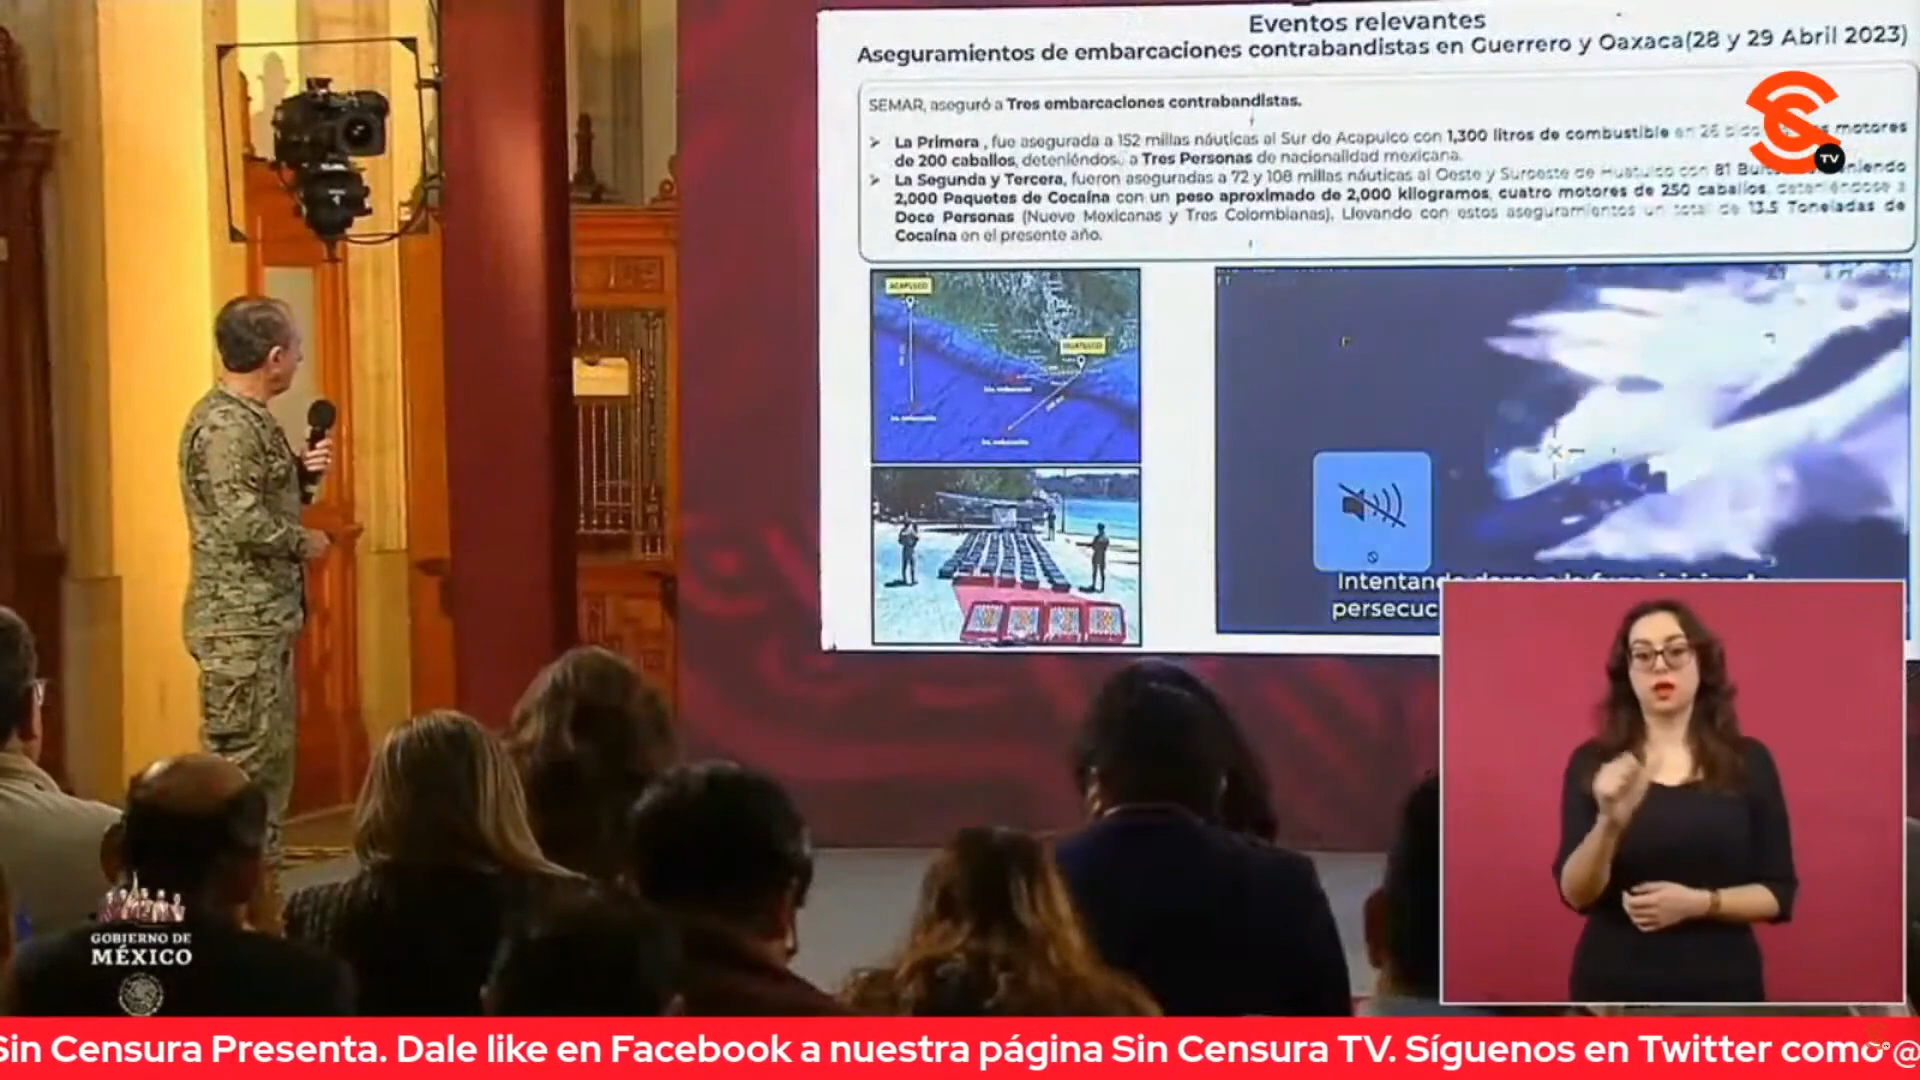 Eventos relevantes
Aseguramientos de embarcaciones contrabandistas en Guerrero y Oaxaca(28 y 29 Abril 2023)
SEMAR, aseguró a Tres embarcaciones contrabandistas.
➢ La Primera , fue asegurada a 152 millas náuticas al Sur de Acapulco con 1,300 litros de combustible en 26 motores
de 200 caballos, a Tres Personas de nacionalidad mexicana.
➢ La Segunda y Tercera, fueron aseguradas a 72 y 108 millas náuticas al Oeste y Suroeste de Huatulco con 81
2,000 Paquetes de Cocaína con un peso aproximado de 2,000 kilogramos, cuatro motores de 250 caballos, deteniéndose a
Doce Personas (Nueve Mexicanas y Tres Colombianas). Llevando con estos aseguramientos un total de 13.5 Toneladas de
Cocaína en el presente año.
TV
ACAPULCO
HUATULCO
persecuc
GOBIERNO DE
MÉXICO
Sin Censura Presenta. Dale like en Facebook a nuestra página Sin Censura TV. Síguenos en Twitter como @